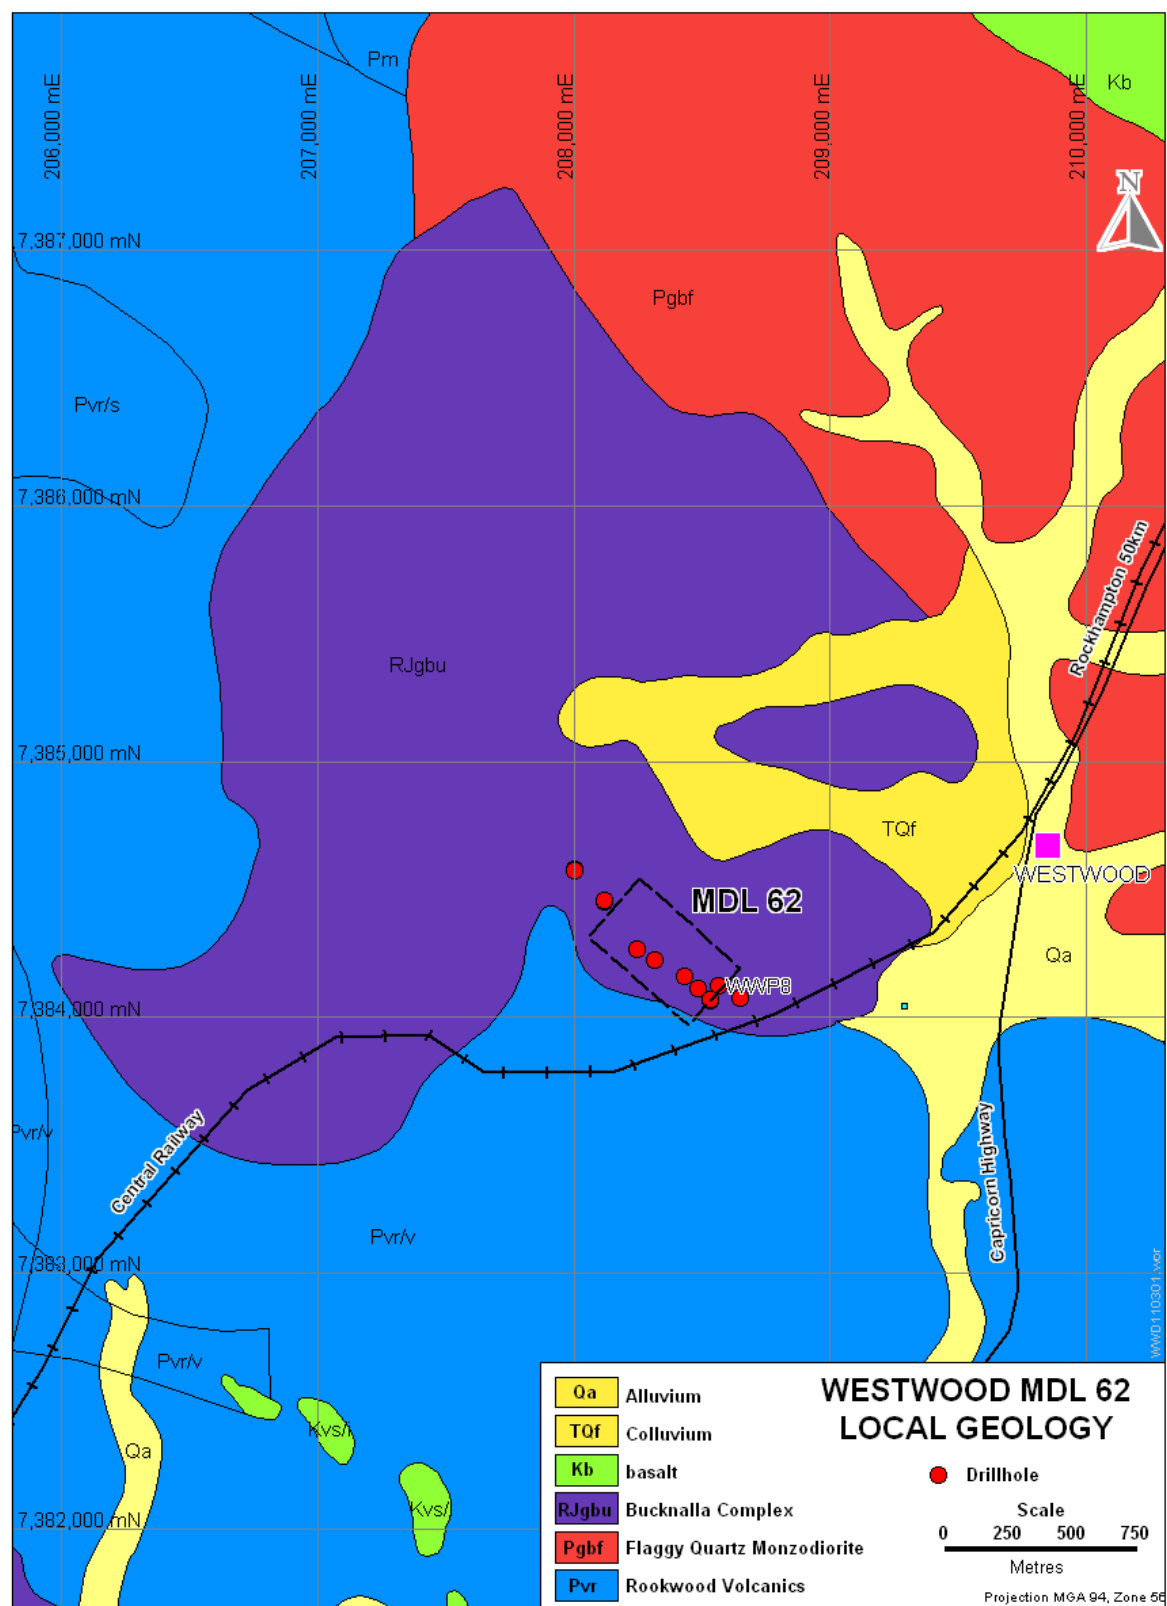 Pm
Kb
206,000 mE
207,000 mE
208,000 mE
209,000 mE
210,000 mE
N
7,387,000 mN
Pgbf
Pvr/s
7,386,000 mN
Rockhampton 50km
RJgbu
7,385,000 mN
TQf
WESTWOOD
MDL 62
Qa
WWP8
7,384,000 mN
Pvr/v
Central Railway
Capricorn Highway
Pvr/v
7,383,000 mN
WWD110301.wor
Pvr/v
Kvs/i
Qa
Kvs/
7,382,000 mN
WESTWOOD MDL 62
LOCAL GEOLOGY
Qa Alluvium
TQf Colluvium
Kb basalt
RJgbu Bucknalla Complex
Pgbf Flaggy Quartz Monzodiorite
Pvr Rookwood Volcanics
Drillhole
Scale
0 250 500 750
Metres
Projection MGA 94, Zone 56